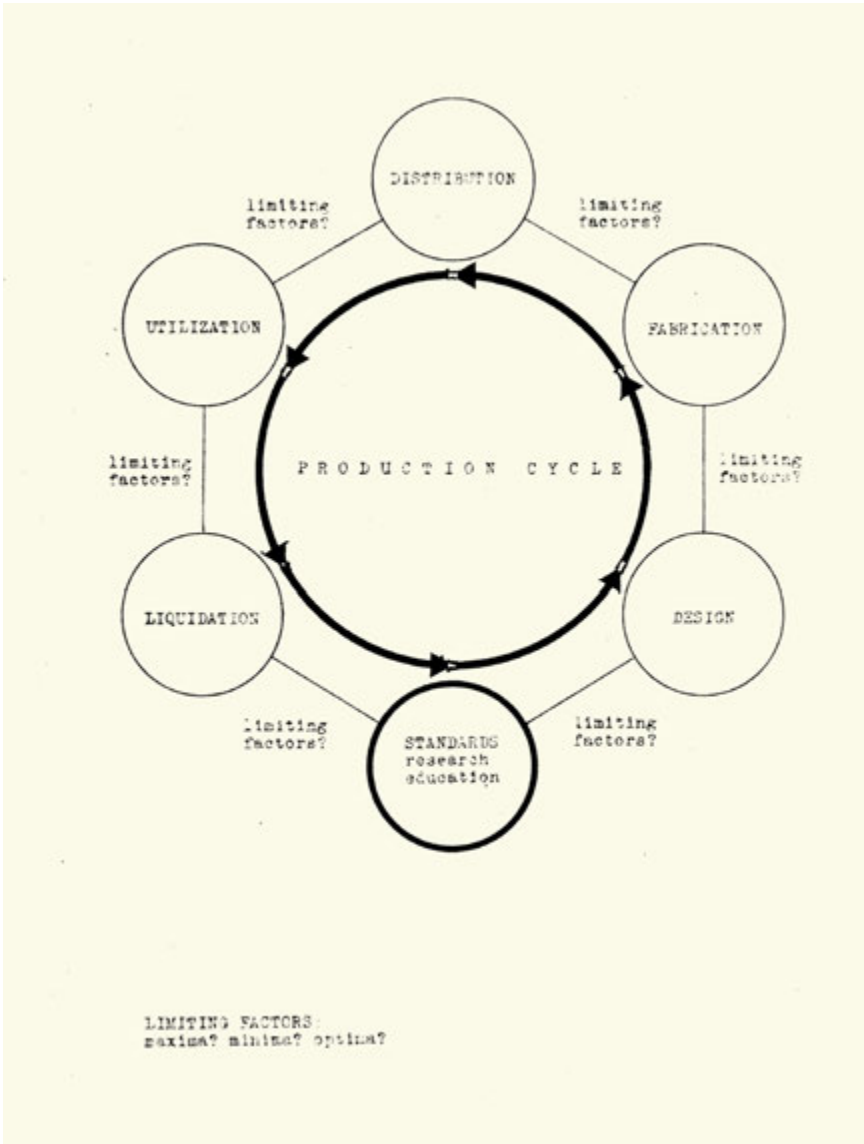 DISTRIBUTION
limiting
factors?
limiting
factors?
UTILIZATION
FABRICATION
PRODUCTION CYCLE
limiting
factors?
limiting
factors?
LIQUIDATION
DESIGN
limiting
factors?
limiting
factors?
STANDARDS
research
education
LIMITING FACTORS:
maxima? minima? optima?